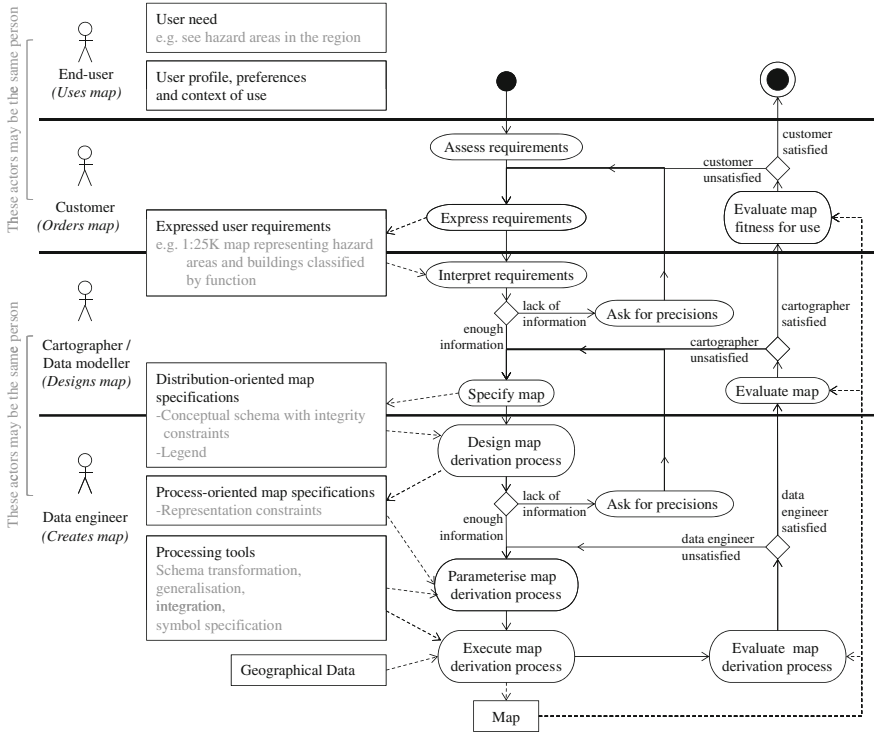 These actors may be the same person
End-user
(Uses map)
User need
e.g. see hazard areas in the region
User profile, preferences
and context of use
Customer
(Orders map)
Assess requirements
Express requirements
Expressed user requirements
e.g. 1:25K map representing hazard
areas and buildings classified
by function
customer
satisfied
customer
unsatisfied
Evaluate map
fitness for use
These actors may be the same person
Cartographer /
Data modeller
(Designs map)
Interpret requirements
lack of
information
Ask for precisions
enough
information
cartographer
satisfied
cartographer
unsatisfied
Specify map
Evaluate map
Distribution-oriented map
specifications
-Conceptual schema with integrity
constraints
-Legend
Data engineer
(Creates map)
Design map
derivation process
Process-oriented map specifications
-Representation constraints
lack of
information
Ask for precisions
enough
information
data
engineer
satisfied
data engineer
unsatisfied
Processing tools
Schema transformation,
generalisation,
integration,
symbol specification
Parameterise map
derivation process
Execute map
derivation process
Evaluate map
derivation process
Geographical Data
Map